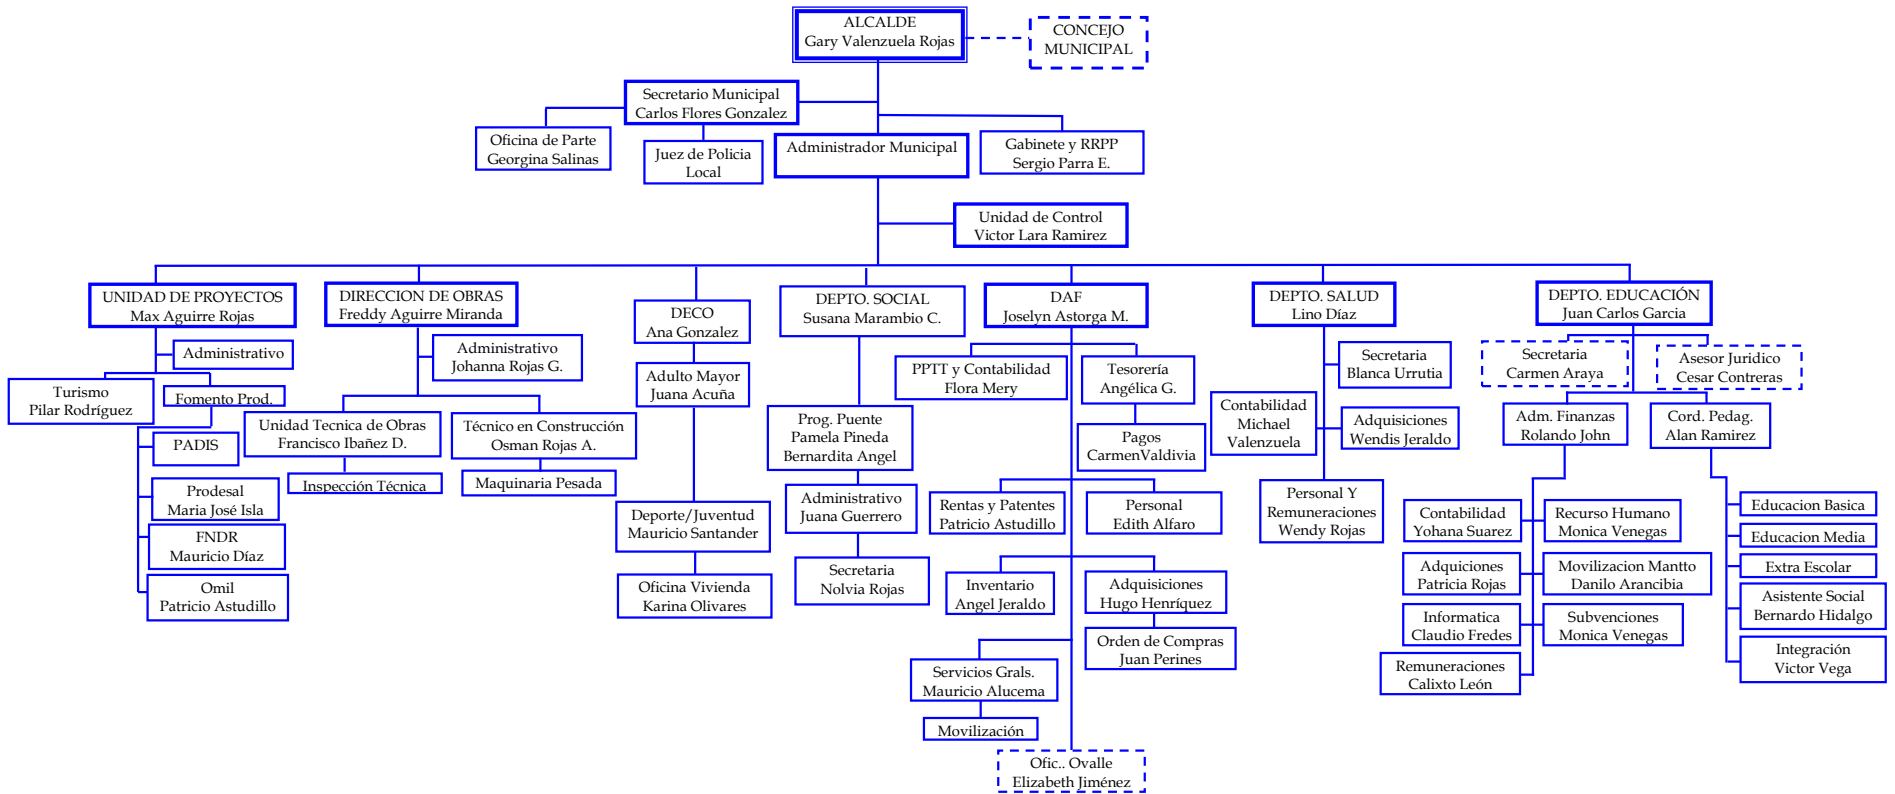 ALCALDE
Gary Valenzuela Rojas
CONCEJO
MUNICIPAL
Secretario Municipal
Carlos Flores Gonzalez
Oficina de Parte
Georgina Salinas
Juez de Policia
Local
Administrador Municipal
Gabinete y RRPP
Sergio Parra E.
Unidad de Control
Victor Lara Ramirez
UNIDAD DE PROYECTOS
Max Aguirre Rojas
Administrativo
Turismo
Pilar Rodríguez
Fomento Prod.
PADIS
Prodesal
Maria José Isla
FNDR
Mauricio Díaz
Omil
Patricio Astudillo
DIRECCION DE OBRAS
Freddy Aguirre Miranda
Administrativo
Johanna Rojas G.
Unidad Tecnica de Obras
Francisco Ibañez D.
Inspección Técnica
Técnico en Construcción
Osman Rojas A.
Maquinaria Pesada
DECO
Ana Gonzalez
Adulto Mayor
Juana Acuña
Deporte/Juventud
Mauricio Santander
Oficina Vivienda
Karina Olivares
DEPTO. SOCIAL
Susana Marambio C.
Prog. Puente
Pamela Pineda
Bernardita Angel
Administrativo
Juana Guerrero
Secretaria
Nolvia Rojas
DAF
Joselyn Astorga M.
PPTT y Contabilidad
Flora Mery
Tesorería
Angélica G.
Pagos
CarmenValdivia
Rentas y Patentes
Patricio Astudillo
Personal
Edith Alfaro
Inventario
Angel Jeraldo
Adquisiciones
Hugo Henríquez
Orden de Compras
Juan Perines
Servicios Grals.
Mauricio Alucema
Movilización
Ofic.. Ovalle
Elizabeth Jiménez
DEPTO. SALUD
Lino Díaz
Secretaria
Blanca Urrutia
Contabilidad
Michael
Valenzuela
Adquisiciones
Wendis Jeraldo
Personal Y
Remuneraciones
Wendy Rojas
DEPTO. EDUCACIÓN
Juan Carlos Garcia
Secretaria
Carmen Araya
Asesor Juridico
Cesar Contreras
Adm. Finanzas
Rolando John
Cord. Pedag.
Alan Ramirez
Contabilidad
Yohana Suarez
Recurso Humano
Monica Venegas
Adquiciones
Patricia Rojas
Movilizacion Mantto
Danilo Arancibia
Informatica
Claudio Fredes
Subvenciones
Monica Venegas
Remuneraciones
Calixto León
Educacion Basica
Educacion Media
Extra Escolar
Asistente Social
Bernardo Hidalgo
Integración
Victor Vega